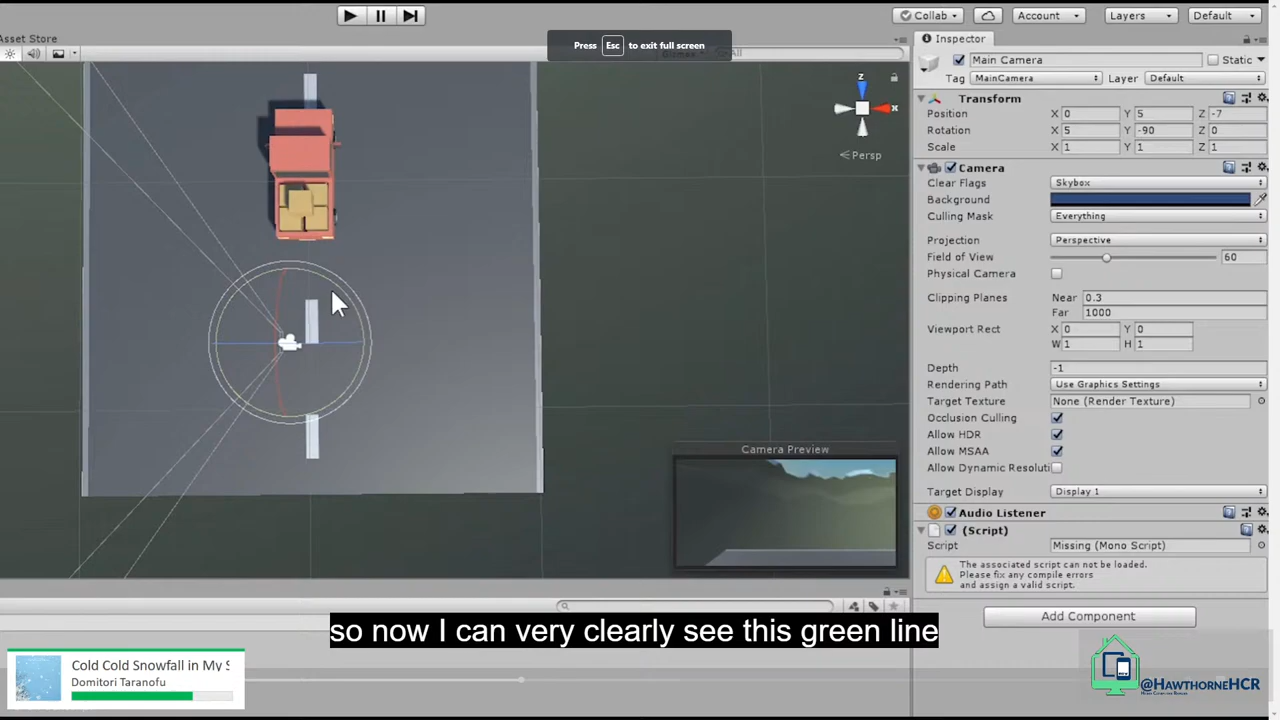 Collab
Account
Layers
Default
Asset Store
Press Esc to exit full screen
All
Inspector
Main Camera
Static
Tag MainCamera Layer Default
z
x
Persp
Transform
Position X 0 Y 5 Z -7
Rotation X 5 Y -90 Z 0
Scale X 1 Y 1 Z 1
Camera
Clear Flags Skybox
Background
Culling Mask Everything
Projection Perspective
Field of View 60
Physical Camera
Clipping Planes Near 0.3
Far 1000
Viewport Rect X 0 Y 0
W 1 H 1
Depth -1
Rendering Path Use Graphics Settings
Target Texture None (Render Texture)
Occlusion Culling
Allow HDR
Allow MSAA
Allow Dynamic Resoluti
Target Display Display 1
Camera Preview
Audio Listener
(Script)
Script Missing (Mono Script)
The associated script can not be loaded.
Please fix any compile errors
and assign a valid script.
Add Component
so now I can very clearly see this green line
Cold Cold Snowfall in My S
Domitori Taranofu
@HawthorneHCR